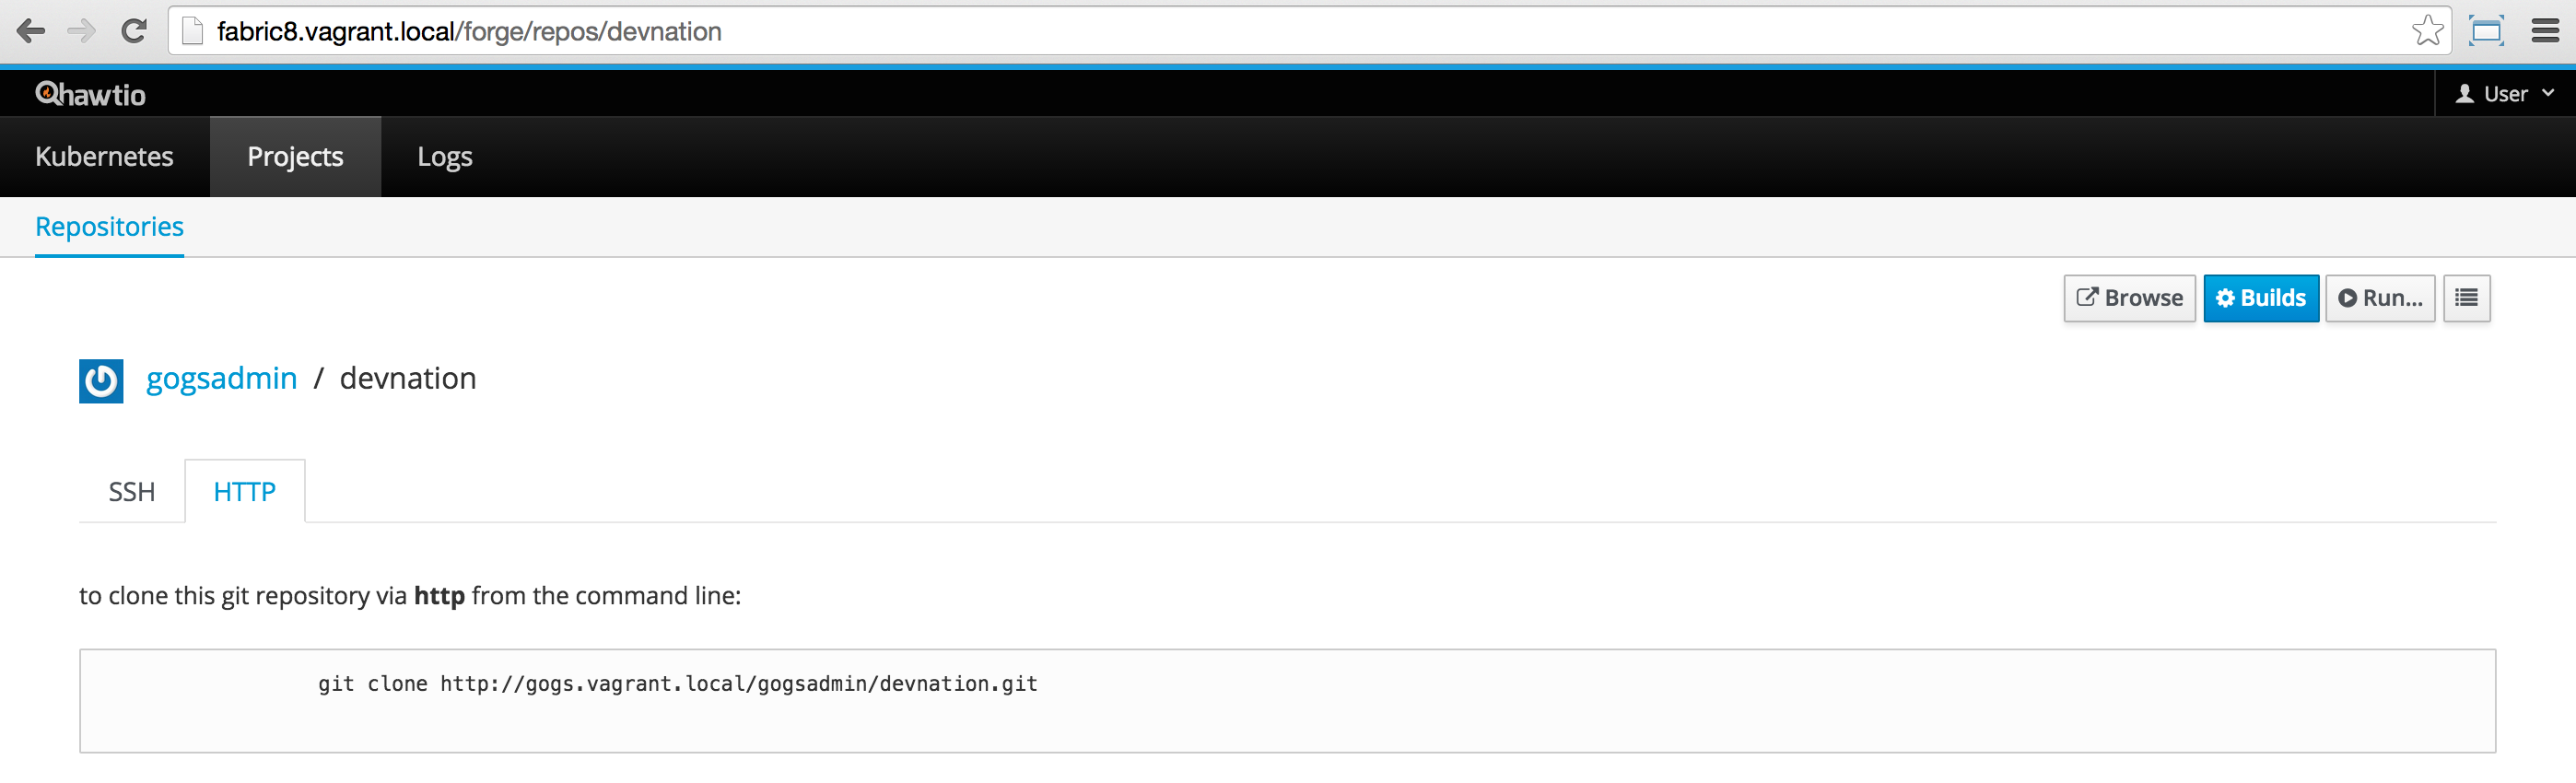 fabric8.vagrant.local/forge/repos/devnation
hawtio
User
Kubernetes Projects Logs
Repositories
Browse Builds Run...
gogsadmin / devnation
SSH HTTP
to clone this git repository via http from the command line:
git clone http://gogs.vagrant.local/gogsadmin/devnation.git